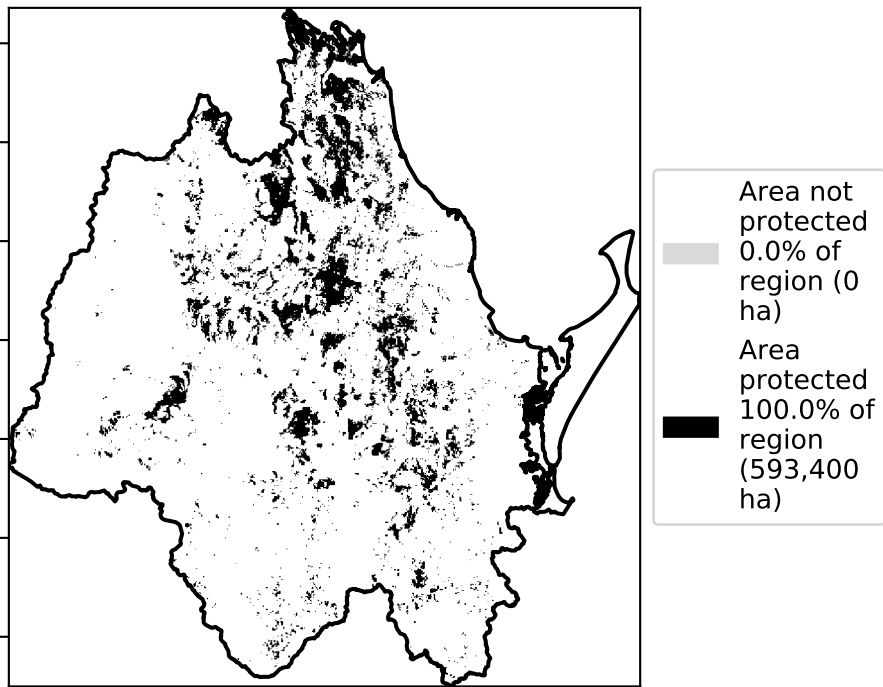 Area not
protected
0.0% of
region (0
ha)
Area
protected
100.0% of
region
(593,400
ha)